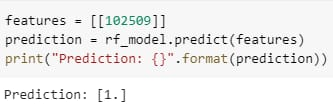 features = [[102509]]
prediction = rf_model.predict(features)
print("Prediction: {}".format(prediction))
Prediction: [1.]